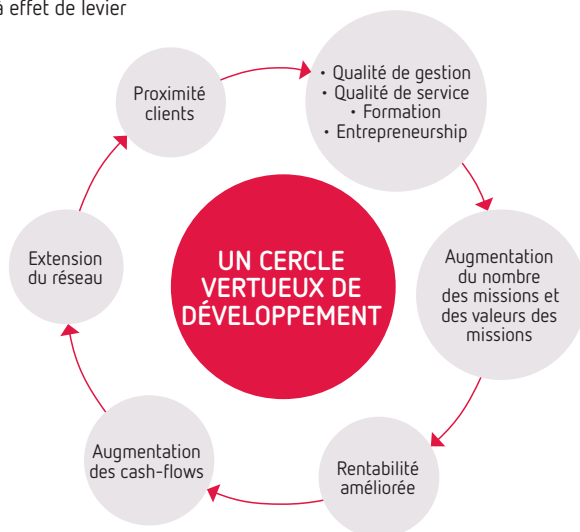 à effet de levier
Proximité
clients
• Qualité de gestion
• Qualité de service
• Formation
• Entrepreneurship
Augmentation
du nombre
des missions et
des valeurs des
missions
Rentabilité
améliorée
Augmentation
des cash-flows
Extension
du réseau
UN CERCLE
VERTUEUX DE
DÉVELOPPEMENT